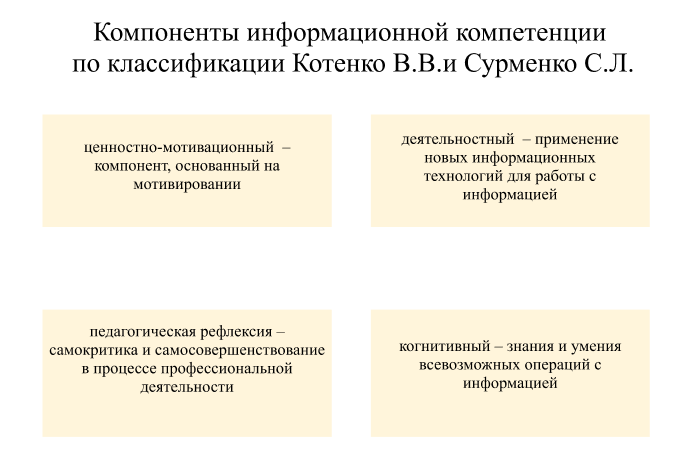 Компоненты информационной компетенции
по классификации Котенко В.В.и Сурменко С.Л.
ценностно-мотивационный –
компонент, основанный на
мотивировании
деятельностный – применение
новых информационных
технологий для работы с
информацией
педагогическая рефлексия –
самокритика и самосовершенствование
в процессе профессиональной
деятельности
когнитивный – знания и умения
всевозможных операций с
информацией